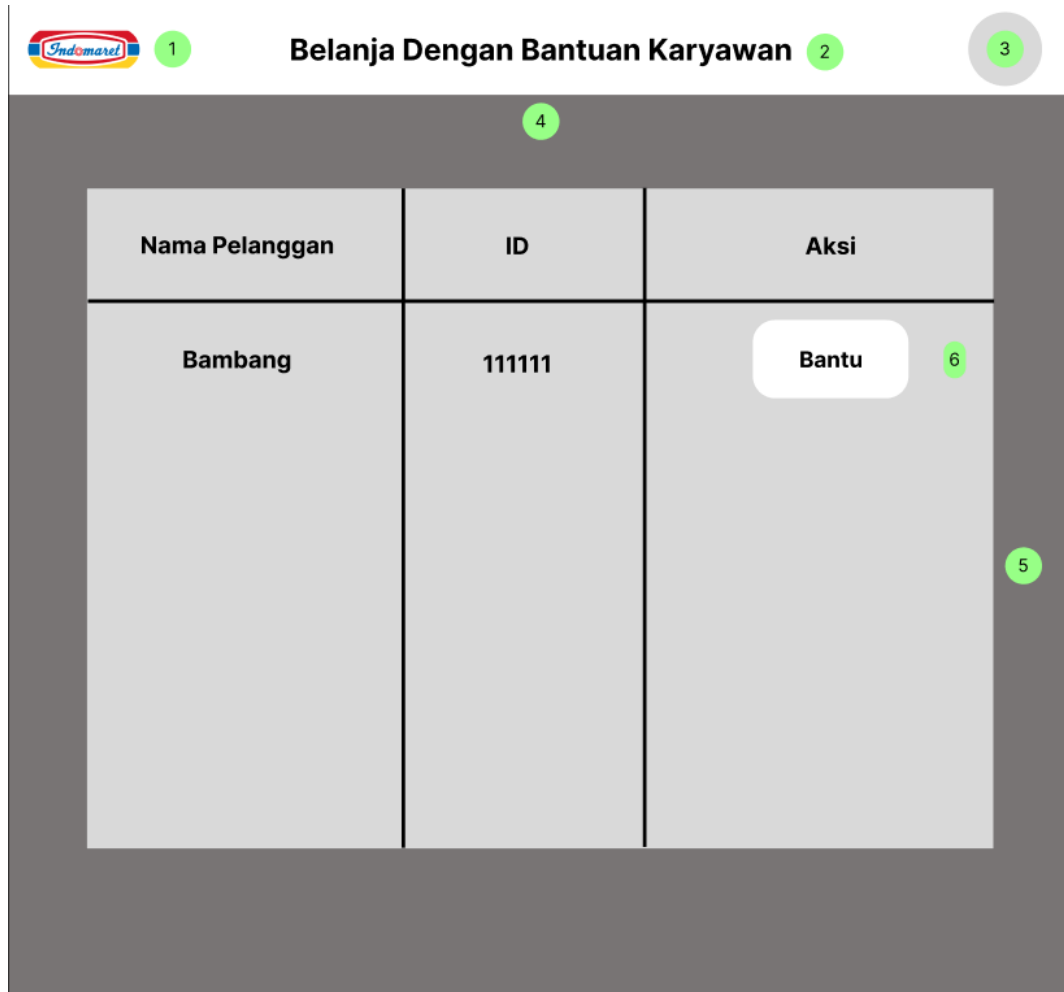 Indomaret 1 Belanja Dengan Bantuan Karyawan 2 3
4
Nama Pelanggan ID Aksi
Bambang 111111 Bantu 6
5